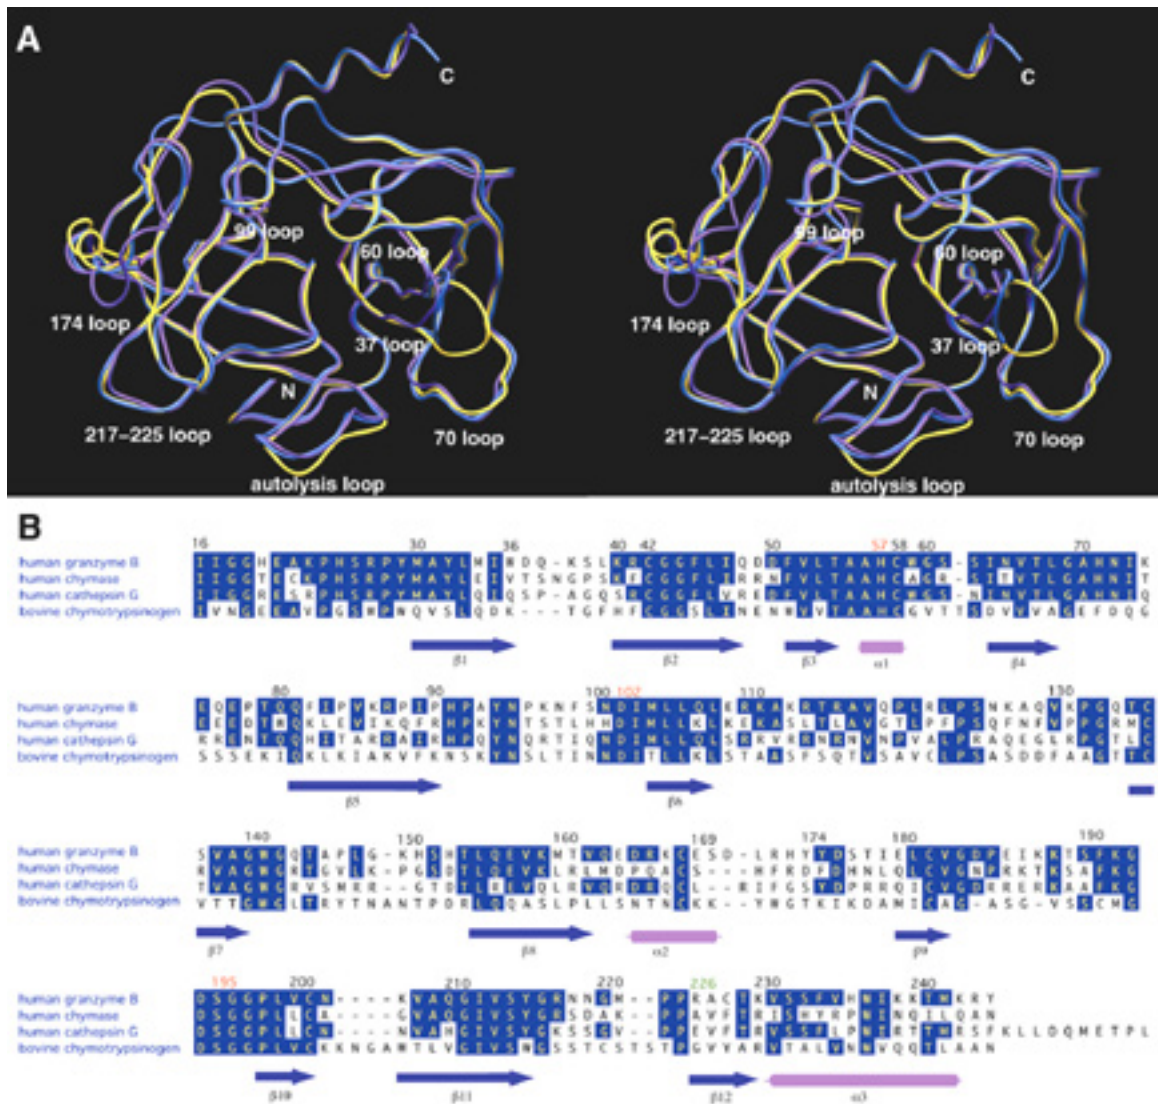 A
C
C
99 loop
99 loop
60 loop
60 loop
174 loop
174 loop
37 loop
37 loop
N
N
217–225 loop
70 loop
217–225 loop
70 loop
autolysis loop
autolysis loop
B
16 30 36 40 42 50 57 58 60 70
human granzyme B IIGGHEAKPHSRPYMAYLMIWDQ-KSLKRCGGFLIQDDFVLTAAHCWGS-SINVTLGAHNIK
human chymase IIGGTECKPHSRPYMAYLEIVTSNGPSKFCGGFLIRRNFVLTAAHCAGR-SITVTLGAHNIT
human cathepsin G IIGGRESRPHSRPYMAYLQIQSP-AGQSRCGGFLVREDFVLTAAHCWGS-NINVTLGAHNIQ
bovine chymotrypsinogen IVNGEEAVPGSWPWQVSLQDK---TGFHFCGGSLINENWVVTAAHCGVTTSDVVVAGEFDQG
β1 β2 β3 α1 β4
80 90 100 102 110 130
human granzyme B EQEPTQQFIPVKRPIPHPAYNPKNFSNDIMLLQLERKAKRTRAVQPLRLPSNKAQVKPGQTC
human chymase EEEDTWQKLEVIKQFRHPKYNTSTLHHDIMLLKLKEKASLTLAVGTLPFPSQFNFVPPGRMC
human cathepsin G RRENTQQHITARRAIRHPQYNQRTIQNDIMLLQLSRRVRRNRNVNPVALPRAQEGLRPGTLC
bovine chymotrypsinogen SSSEKIQKLKIAKVFKNSKYNSLTINNDITLLKLSTAASFSQTVSAVCLPSASDDFAAGTTC
β5 β6
140 150 160 169 174 180 190
human granzyme B SVAGWGQTAPLG-KHSHTLQEVKMTVQEDRKCESD-LRHYYDSTIELCVGDPEIKKTSFKG
human chymase RVAGWGRTGVLK-PGSDTLQEVKLRLMDPQACS---HFRDFDHNLQLCVGNPRKTKSAFKG
human cathepsin G TVAGWGRVSMRR--GTDTLREVQLRVQRDRQCL---RIFGSYDPRRQICVGDRRERKAAFKG
bovine chymotrypsinogen VTTGWGLTRYTNANTPDRLQQASLPLLSNTNCKK--YWGTKIKDAMICAG-ASG-VSSCMG
β7 β8 α2 β9
195 200 210 220 226 230 240
human granzyme B DSGGPLVCN----KVAQGIVSYGRNNGM--PPRACTKVSSFVHWIKKTMKRY
human chymase DSGGPLLCA----GVAQGIVSYGRSDAK--PPAVFTRISHYRPWINQILQAN
human cathepsin G DSGGPLLCN----NVAHGIVSYGKSSGV--PPEVFTRVSSFLPWIRTTMRSFKLLDQMETPL
bovine chymotrypsinogen DSGGPLVCKKNGAWTLVGIVSWGSSTCSTSTPGVYARVTALVNWVQQTLAAN
β10 β11 β12 α3